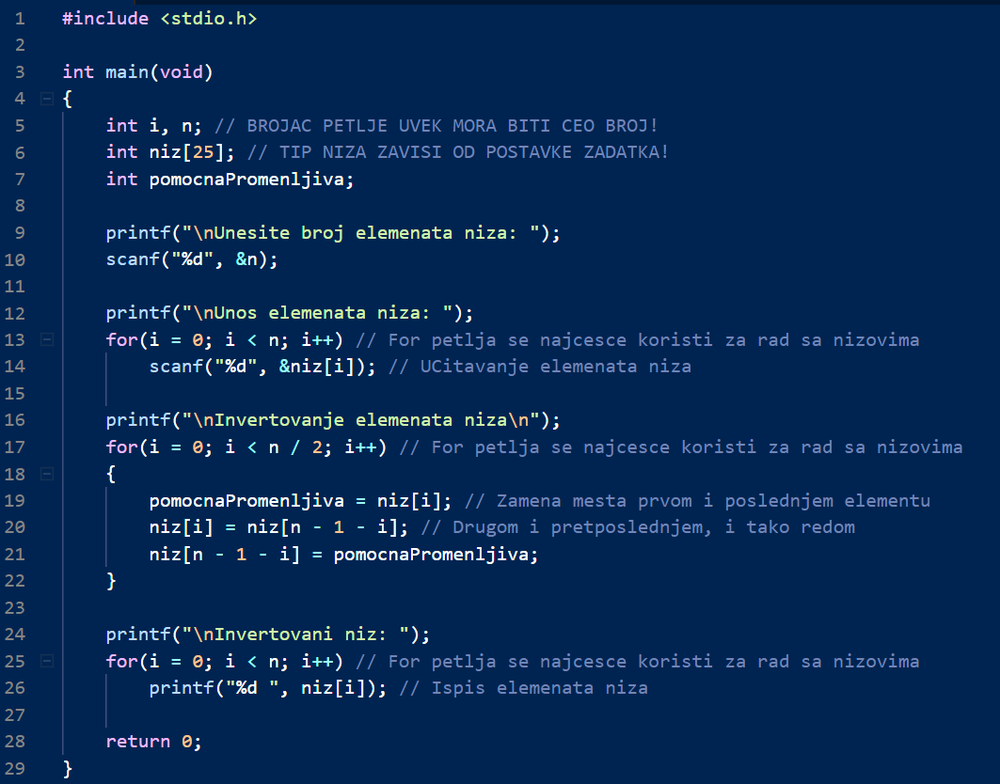 1 #include <stdio.h>
2
3 int main(void)
4 {
5     int i, n; // BROJAC PETLJE UVEK MORA BITI CEO BROJ!
6     int niz[25]; // TIP NIZA ZAVISI OD POSTAVKE ZADATKA!
7     int pomocnaPromenljiva;
8
9     printf("\nUnesite broj elemenata niza: ");
10     scanf("%d", &n);
11
12     printf("\nUnos elemenata niza: ");
13     for(i = 0; i < n; i++) // For petlja se najcesce koristi za rad sa nizovima
14         scanf("%d", &niz[i]); // UCitavanje elemenata niza
15
16     printf("\nInvertovanje elemenata niza\n");
17     for(i = 0; i < n / 2; i++) // For petlja se najcesce koristi za rad sa nizovima
18     {
19         pomocnaPromenljiva = niz[i]; // Zamena mesta prvom i poslednjem elementu
20         niz[i] = niz[n - 1 - i]; // Drugom i pretposlednjem, i tako redom
21         niz[n - 1 - i] = pomocnaPromenljiva;
22     }
23
24     printf("\nInvertovani niz: ");
25     for(i = 0; i < n; i++) // For petlja se najcesce koristi za rad sa nizovima
26         printf("%d ", niz[i]); // Ispis elemenata niza
27
28     return 0;
29 }